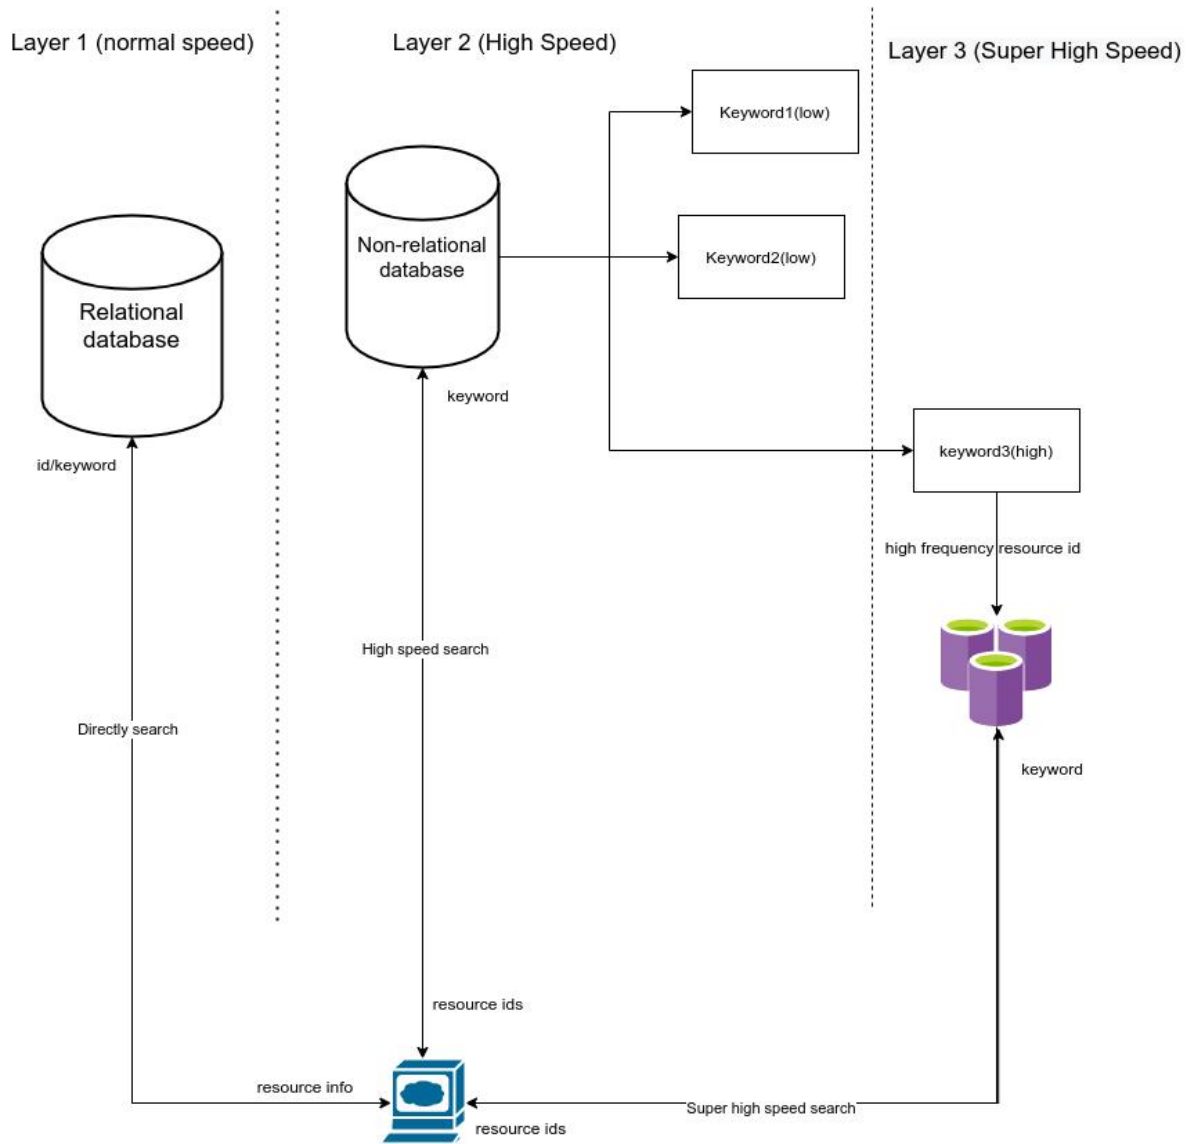 Layer 1 (normal speed)
Layer 2 (High Speed)
Layer 3 (Super High Speed)
Keyword1(low)
Non-relational
database
Keyword2(low)
Relational
database
keyword
id/keyword
keyword3(high)
high frequency resource id
High speed search
Directly search
keyword
resource ids
resource info
Super high speed search
resource ids